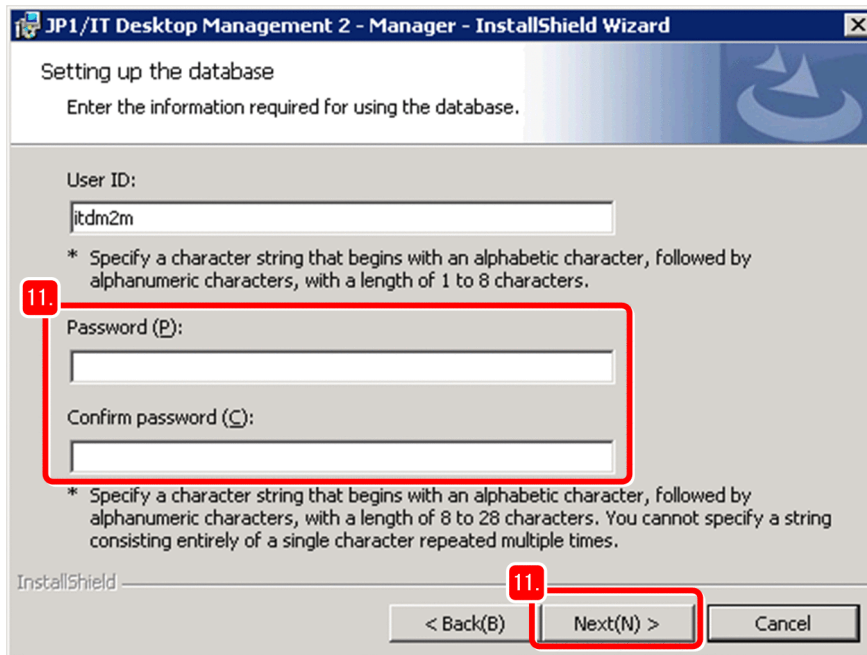 JP1/IT Desktop Management 2 - Manager - InstallShield Wizard
Setting up the database
Enter the information required for using the database.
User ID:
itdm2m
* Specify a character string that begins with an alphabetic character, followed by
alphanumeric characters, with a length of 1 to 8 characters.
11.
Password (P):
Confirm password (C):
* Specify a character string that begins with an alphabetic character, followed by
alphanumeric characters, with a length of 8 to 28 characters. You cannot specify a string
consisting entirely of a single character repeated multiple times.
InstallShield
11.
< Back(B) Next(N) > Cancel